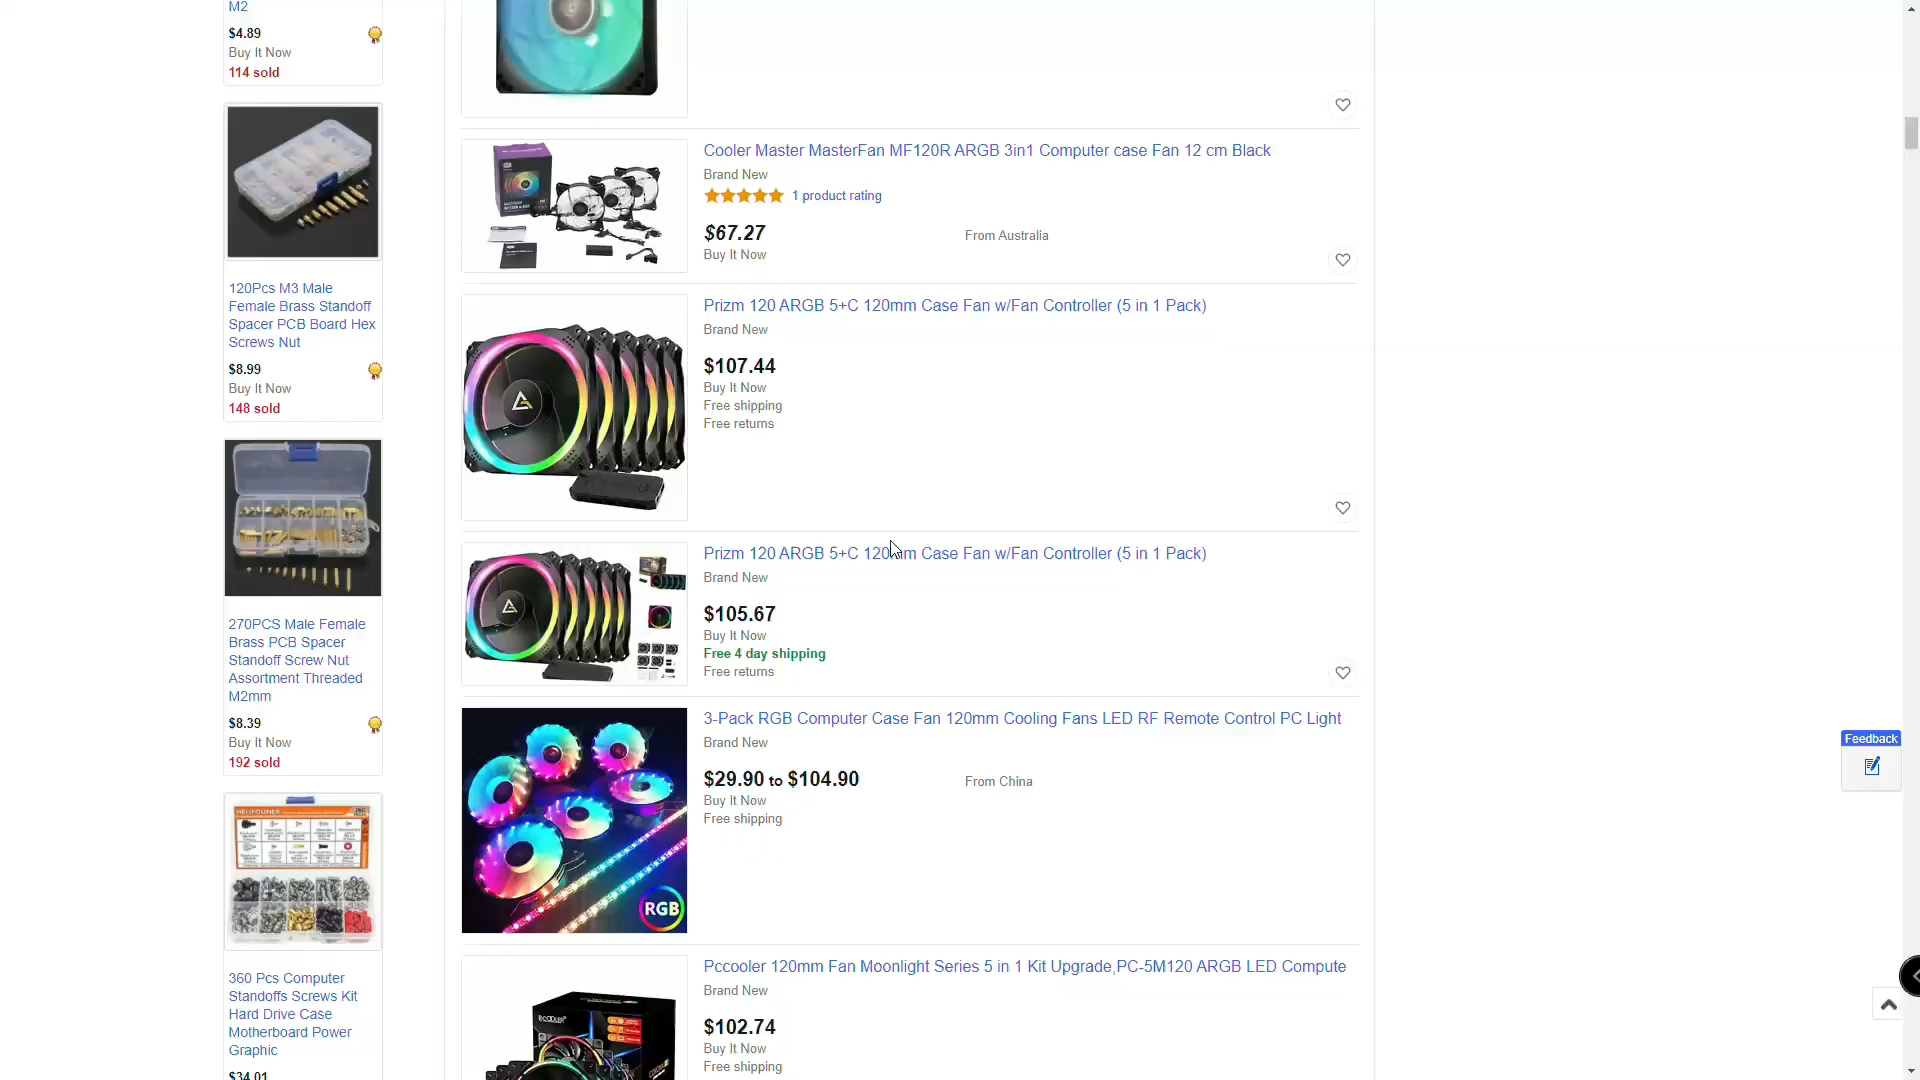 M2
$4.89
Buy It Now
114 sold
120Pcs M3 Male
Female Brass Standoff
Spacer PCB Board Hex
Screws Nut
$8.99
Buy It Now
148 sold
270PCS Male Female
Brass PCB Spacer
Standoff Screw Nut
Assortment Threaded
M2mm
$8.39
Buy It Now
192 sold
360 Pcs Computer
Standoffs Screws Kit
Hard Drive Case
Motherboard Power
Graphic
$34.01
Cooler Master MasterFan MF120R ARGB 3in1 Computer case Fan 12 cm Black
Brand New
1 product rating
$67.27
From Australia
Buy It Now
Prizm 120 ARGB 5+C 120mm Case Fan w/Fan Controller (5 in 1 Pack)
Brand New
$107.44
Buy It Now
Free shipping
Free returns
Prizm 120 ARGB 5+C 120mm Case Fan w/Fan Controller (5 in 1 Pack)
Brand New
$105.67
Buy It Now
Free 4 day shipping
Free returns
3-Pack RGB Computer Case Fan 120mm Cooling Fans LED RF Remote Control PC Light
Brand New
$29.90 to $104.90
From China
Buy It Now
Free shipping
RGB
Pccooler 120mm Fan Moonlight Series 5 in 1 Kit Upgrade,PC-5M120 ARGB LED Compute
Brand New
$102.74
Buy It Now
Free shipping
Feedback